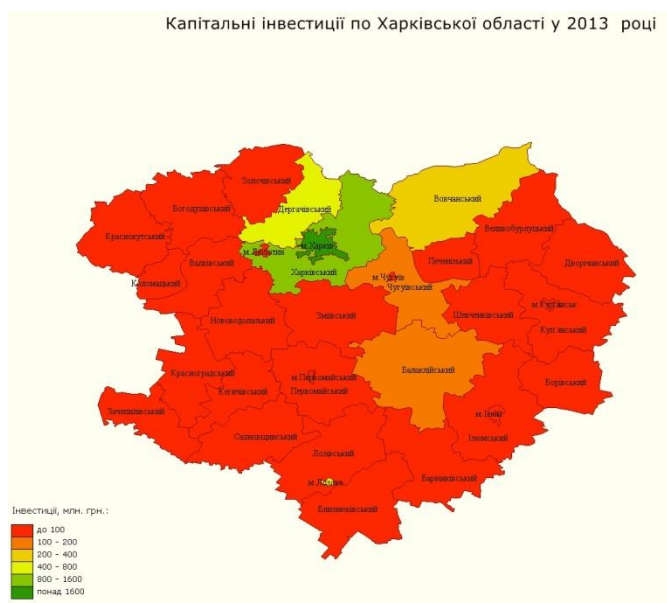 Капітальні інвестиції по Харківської області у 2013 році
Золочівський
Дергачівський
Вовчанський
Богодухівський
Великобурлуцький
Краснокутський
м.Харків
м.Люботин
Валківський
Печенізький
Дворічанський
Харківський
м.Чугуїв
Чугуївський
Коломацький
м.Куп'янськ
Нововодолазький
Зміївський
Шевченківський
Куп'янський
Балаклійський
Красноградський
м.Первомайський
Борівський
Кегичівський
Первомайський
Зачепилівський
м.Ізюм
Сахновщинський
Ізюмський
Лозівський
Барвінківський
м.Лозова
Близнюківський
Інвестиції, млн. грн.:
до 100
100 - 200
200 - 400
400 - 800
800 - 1600
понад 1600